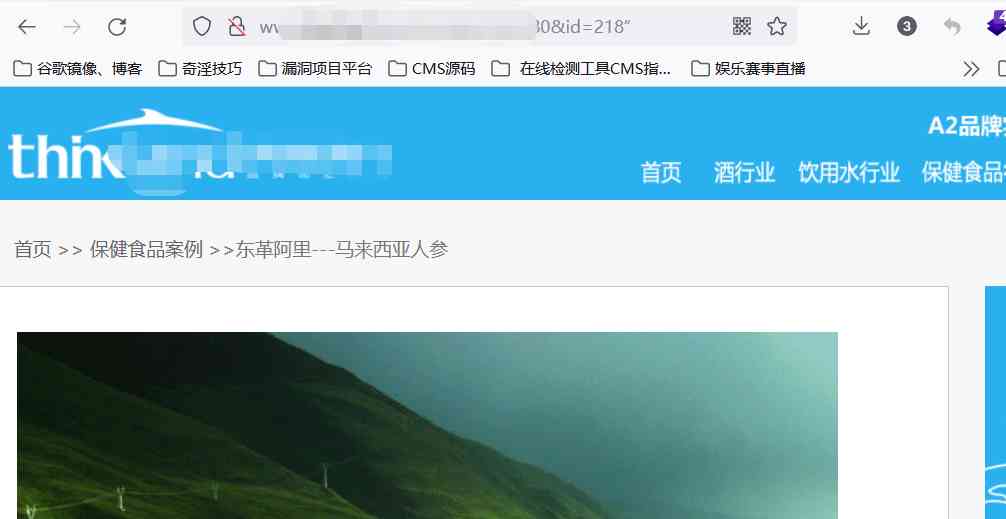 30&id=218“
3
谷歌镜像、博客 奇淫技巧 漏洞项目平台 CMS源码 在线检测工具CMS指... 娱乐赛事直播
A2品牌
thin
首页 酒行业 饮用水行业 保健食品
首页 >> 保健食品案例 >>东革阿里---马来西亚人参